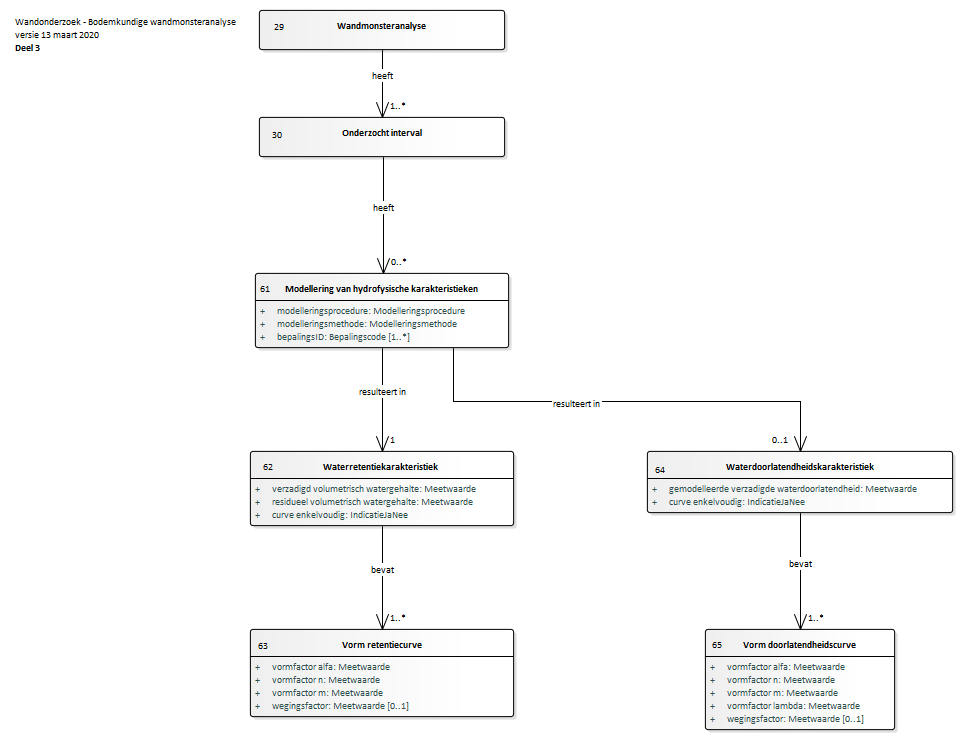 Wandonderzoek - Bodemkundige wandmonsteranalyse
versie 13 maart 2020
Deel 3
29 Wandmonsteranalyse
heeft
1..*
30 Onderzocht interval
heeft
0..*
61 Modellering van hydrofysische karakteristieken
+ modelleringsprocedure: Modelleringsprocedure
+ modelleringsmethode: Modelleringsmethode
+ bepalingsID: Bepalingscode [1..*]
resulteert in
resulteert in
1
0..1
62 Waterretentiekarakteristiek
+ verzadigd volumetrisch watergehalte: Meetwaarde
+ residueel volumetrisch watergehalte: Meetwaarde
+ curve enkelvoudig: IndicatieJaNee
64 Waterdoorlatendheidskarakteristiek
+ gemodelleerde verzadigde waterdoorlatendheid: Meetwaarde
+ curve enkelvoudig: IndicatieJaNee
bevat
1..*
bevat
1..*
63 Vorm retentiecurve
+ vormfactor alfa: Meetwaarde
+ vormfactor n: Meetwaarde
+ vormfactor m: Meetwaarde
+ wegingsfactor: Meetwaarde [0..1]
65 Vorm doorlatendheidscurve
+ vormfactor alfa: Meetwaarde
+ vormfactor n: Meetwaarde
+ vormfactor m: Meetwaarde
+ vormfactor lambda: Meetwaarde
+ wegingsfactor: Meetwaarde [0..1]